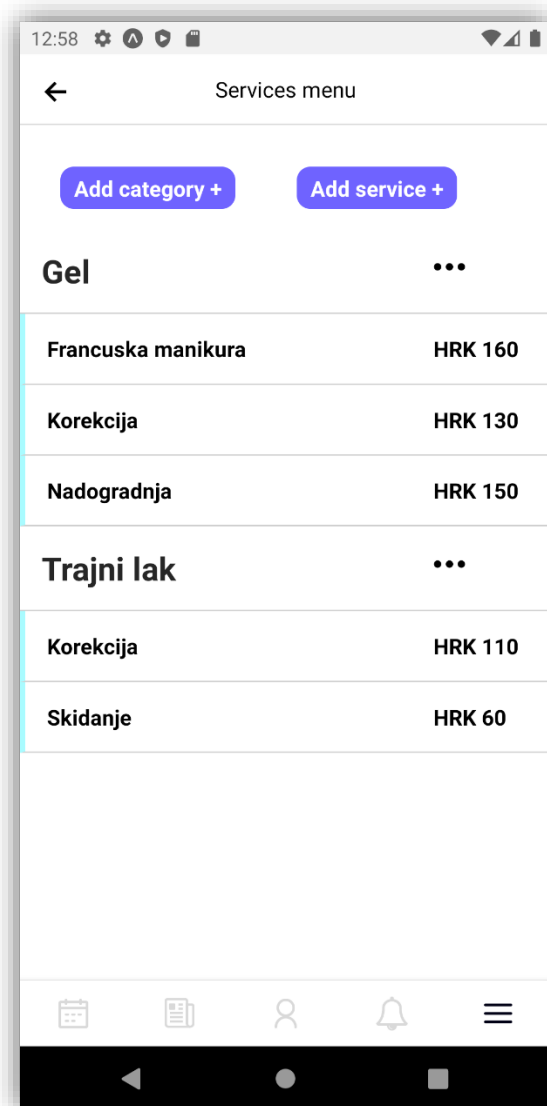 12:58
Services menu
Add category + Add service +
Gel
Francuska manikura HRK 160
Korekcija HRK 130
Nadogradnja HRK 150
Trajni lak
Korekcija HRK 110
Skidanje HRK 60